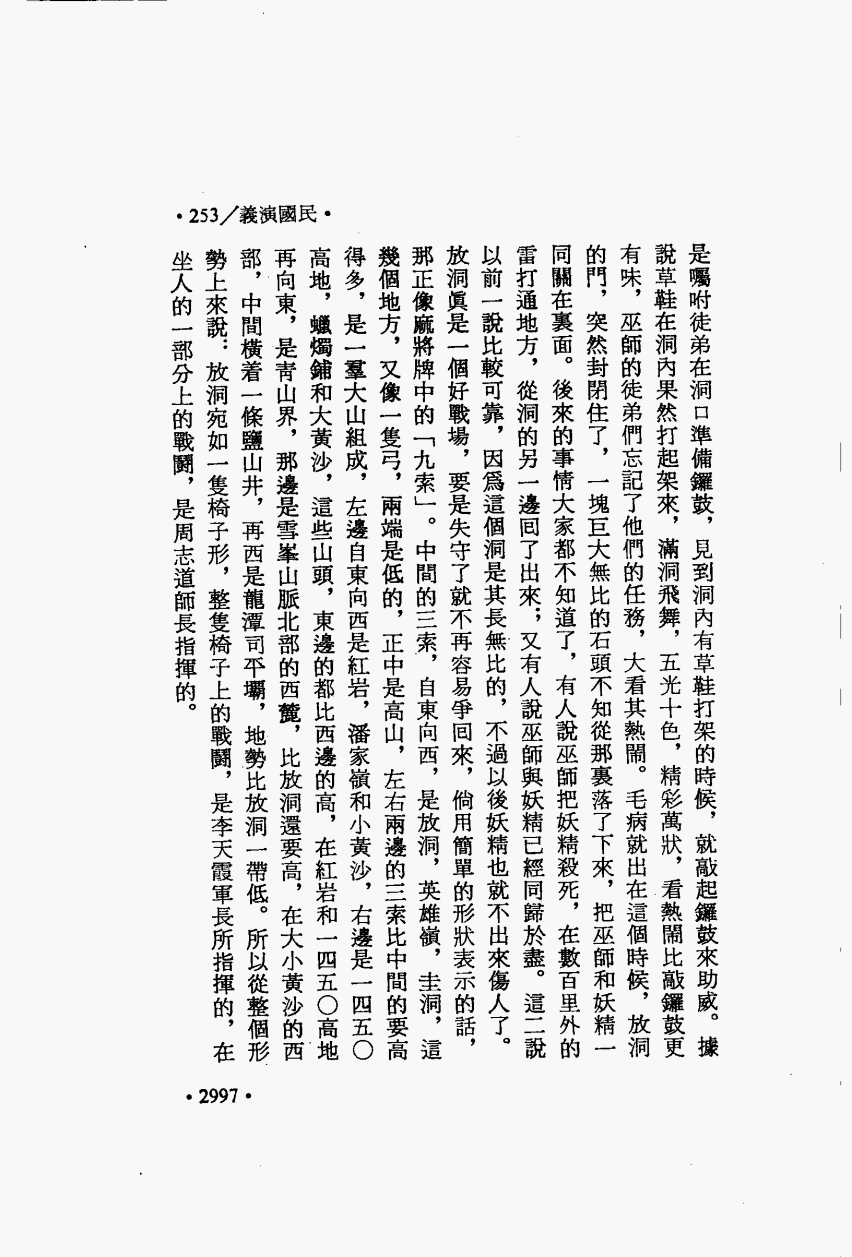 •253/義演國民•
是囑咐徒弟在洞口準備鑼鼓，見到洞內有草鞋打架的時候，就敲起鑼鼓來助威。據
說草鞋在洞內果然打起架來，滿洞飛舞，五光十色，精彩萬狀，看熱鬧比敲鑼鼓更
有味，巫師的徒弟們忘記了他們的任務，大看其熱鬧。毛病就出在這個時候，放洞
的門，突然封閉住了，一塊巨大無比的石頭不知從那裏落了下來，把巫師和妖精一
同關在裏面。後來的事情大家都不知道了，有人說巫師把妖精殺死，在數百里外的
雷打通地方，從洞的另一邊回了出來；又有人說巫師與妖精已經同歸於盡。這二說
以前一說比較可靠，因爲這個洞是其長無比的，不過以後妖精也就不出來傷人了。
放洞眞是一個好戰場，要是失守了就不再容易爭回來，倘用簡單的形狀表示的話，
那正像麻將牌中的「九索」。中間的三索，自東向西，是放洞，英雄嶺，圭洞，這
幾個地方，又像一隻弓，兩端是低的，正中是高山，左右兩邊的三索比中間的要高
得多，是一羣大山組成，左邊自東向西是紅岩，潘家嶺和小黃沙，右邊是一四五〇
高地，蠟燭鋪和大黃沙，這些山頭，東邊的都比西邊的高，在紅岩和一四五〇高地
再向東，是靑山界，那邊是雪峯山脈北部的西麓，比放洞還要高，在大小黃沙的西
部，中間橫着一條鹽山井，再西是龍潭司平壩，地勢比放洞一帶低。所以從整個形
勢上來說：放洞宛如一隻椅子形，整隻椅子上的戰鬭，是李天霞軍長所指揮的，在
坐人的一部分上的戰鬭，是周志道師長指揮的。
•2997•